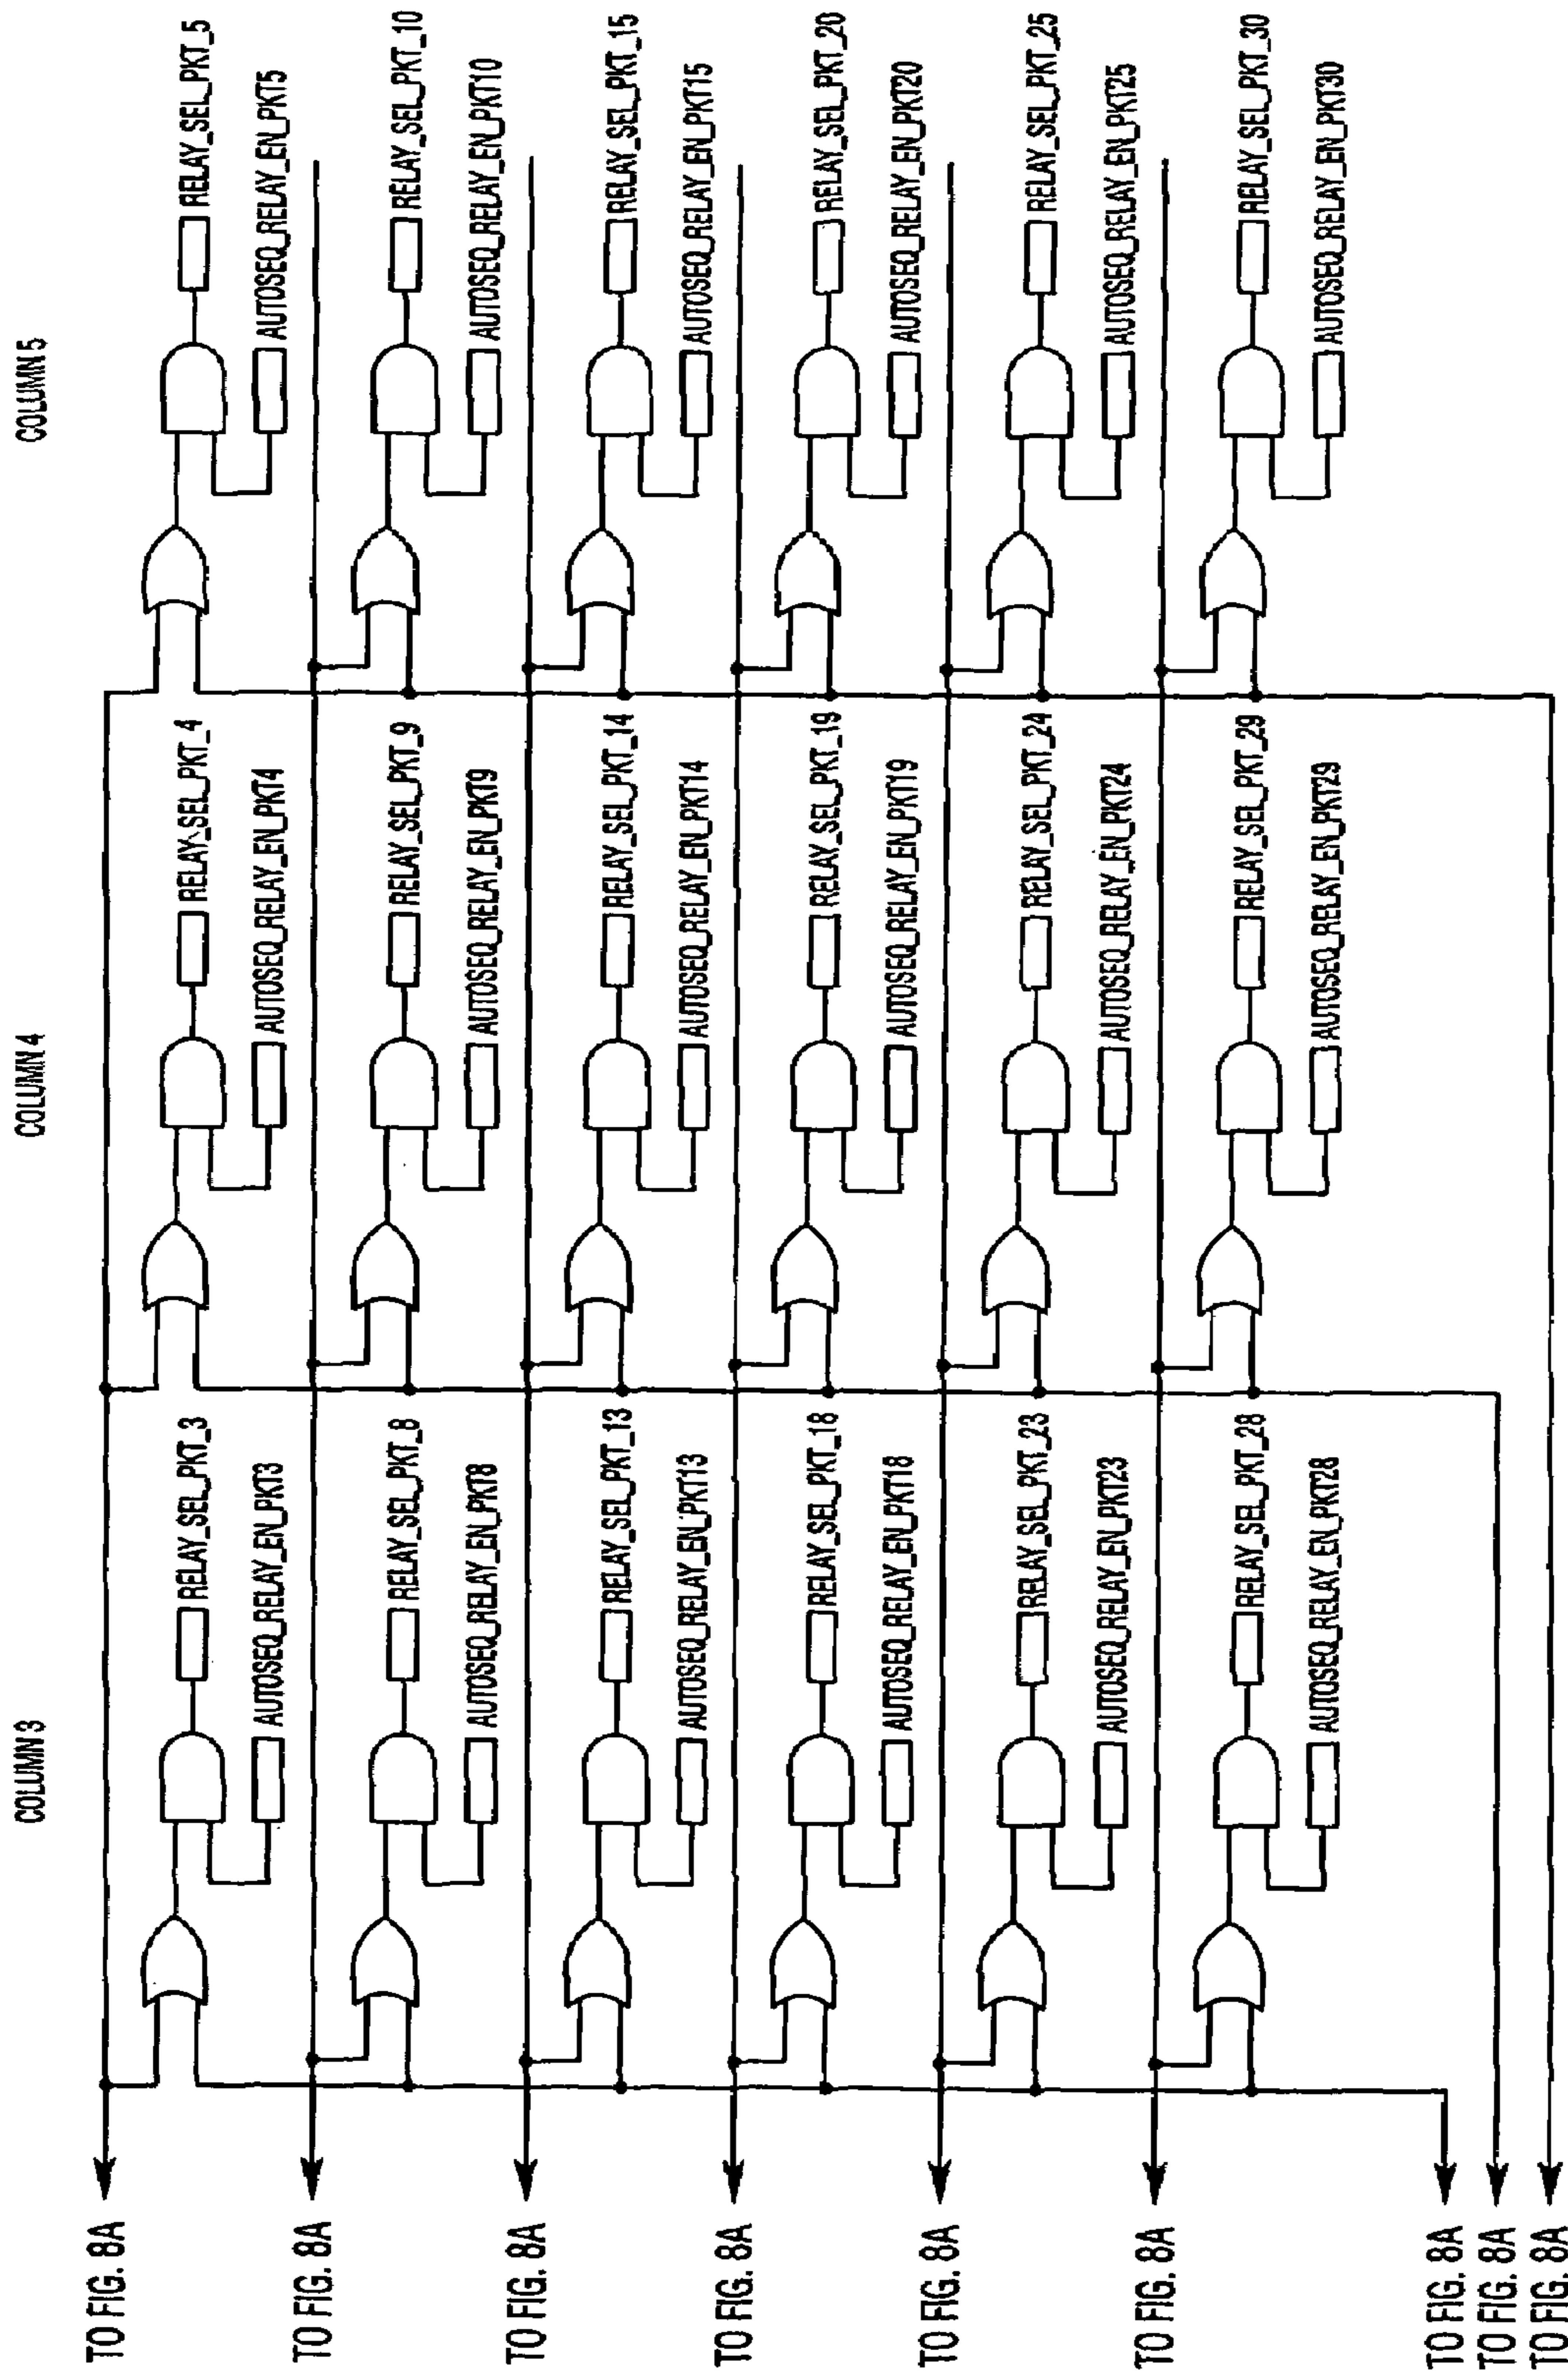 COLUMN 3
COLUMN 4
COLUMN 5
TO FIG. 8A
RELAY_SEL_PKT_3
AUTOSEQ_RELAY_EN_PKT3
RELAY_SEL_PKT_4
AUTOSEQ_RELAY_EN_PKT4
RELAY_SEL_PKT_5
AUTOSEQ_RELAY_EN_PKT5
TO FIG. 8A
RELAY_SEL_PKT_8
AUTOSEQ_RELAY_EN_PKT8
RELAY_SEL_PKT_9
AUTOSEQ_RELAY_EN_PKT9
RELAY_SEL_PKT_10
AUTOSEQ_RELAY_EN_PKT10
TO FIG. 8A
RELAY_SEL_PKT_13
AUTOSEQ_RELAY_EN_PKT13
RELAY_SEL_PKT_14
AUTOSEQ_RELAY_EN_PKT14
RELAY_SEL_PKT_15
AUTOSEQ_RELAY_EN_PKT15
TO FIG. 8A
RELAY_SEL_PKT_18
AUTOSEQ_RELAY_EN_PKT18
RELAY_SEL_PKT_19
AUTOSEQ_RELAY_EN_PKT19
RELAY_SEL_PKT_20
AUTOSEQ_RELAY_EN_PKT20
TO FIG. 8A
RELAY_SEL_PKT_23
AUTOSEQ_RELAY_EN_PKT23
RELAY_SEL_PKT_24
AUTOSEQ_RELAY_EN_PKT24
RELAY_SEL_PKT_25
AUTOSEQ_RELAY_EN_PKT25
TO FIG. 8A
RELAY_SEL_PKT_28
AUTOSEQ_RELAY_EN_PKT28
RELAY_SEL_PKT_29
AUTOSEQ_RELAY_EN_PKT29
RELAY_SEL_PKT_30
AUTOSEQ_RELAY_EN_PKT30
TO FIG. 8A
TO FIG. 8A
TO FIG. 8A